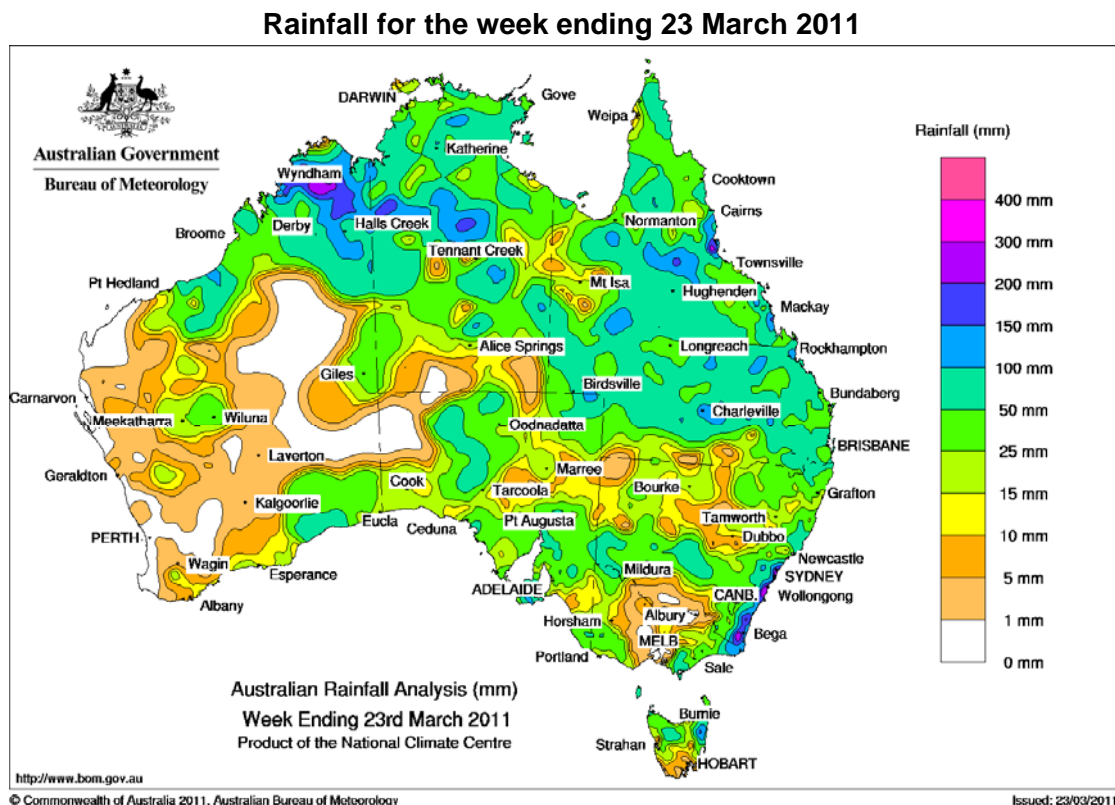 Rainfall for the week ending 23 March 2011
Australian Government
Bureau of Meteorology
DARWIN
Gove
Weipa
Katherine
Wyndham
Cooktown
Cairns
Normanton
Derby
Halls Creek
Broome
Tennant Creek
Townsville
Pt Hedland
Mt Isa
Hughenden
Mackay
Alice Springs
Longreach
Rockhampton
Giles
Birdsville
Bundaberg
Carnarvon
Meekatharra
Wiluna
Charleville
Oodnadatta
BRISBANE
Laverton
Marree
Geraldton
Cook
Tarcoola
Bourke
Grafton
Kalgoorlie
Eucla
Ceduna
Pt Augusta
Tamworth
PERTH
Dubbo
Newcastle
Wagin
Esperance
Mildura
SYDNEY
ADELAIDE
CANB.
Wollongong
Albany
Horsham
Albury
Bega
MELB
Portland
Sale
Burnie
Strahan
HOBART
Rainfall (mm)
400 mm
300 mm
200 mm
150 mm
100 mm
50 mm
25 mm
15 mm
10 mm
5 mm
1 mm
0 mm
Australian Rainfall Analysis (mm)
Week Ending 23rd March 2011
Product of the National Climate Centre
http://www.bom.gov.au
© Commonwealth of Australia 2011, Australian Bureau of Meteorology
Issued: 23/03/2011